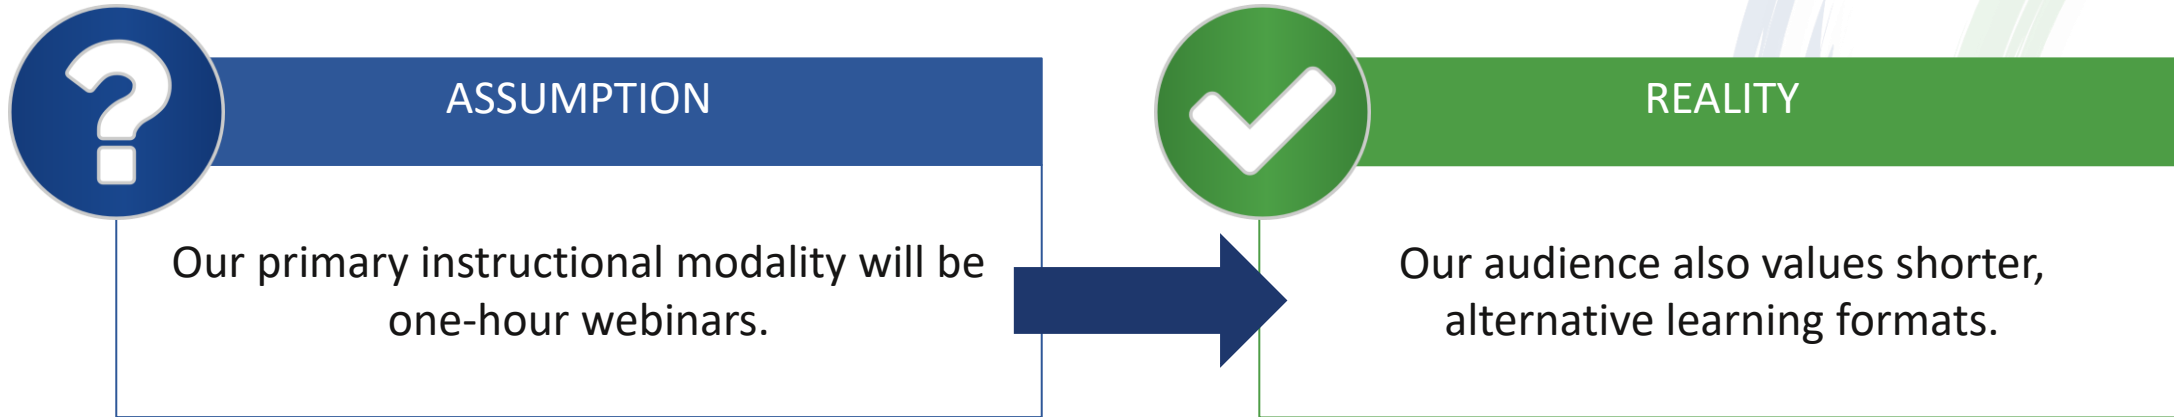 ASSUMPTION
Our primary instructional modality will be
one-hour webinars.
REALITY
Our audience also values shorter,
alternative learning formats.